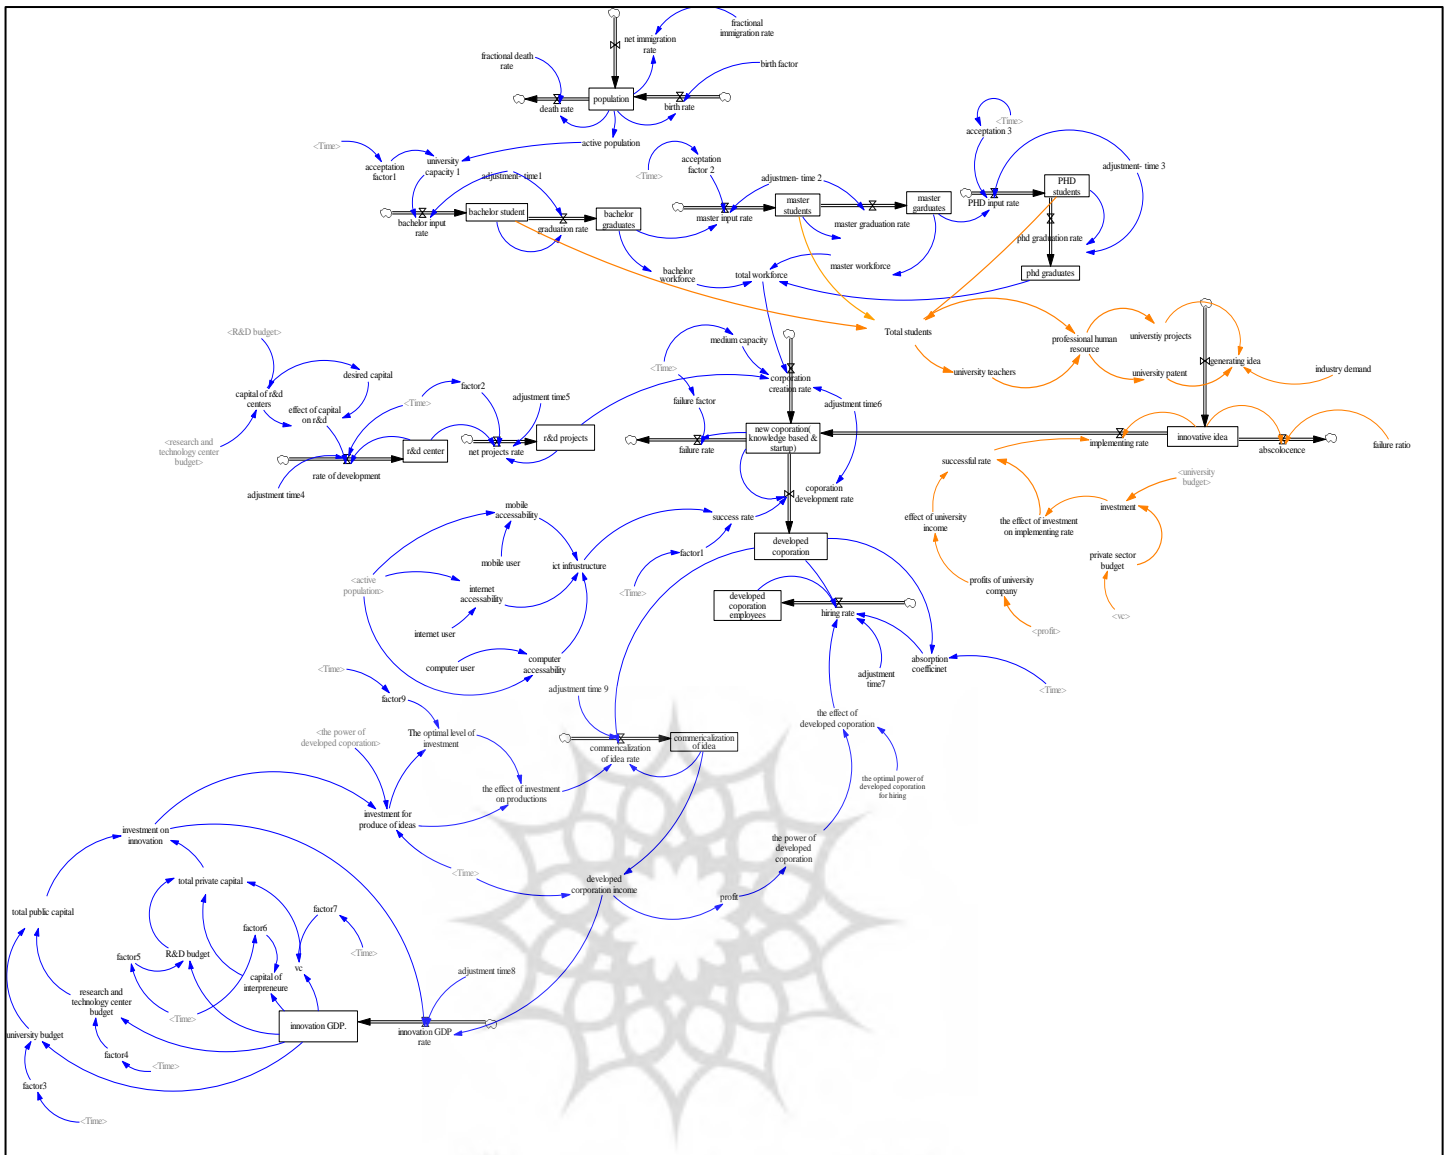 fractional
immigration rate
net immigration
rate
fractional death
rate
birth factor
population
death rate
birth rate
active population
<Time>
acceptation 3
<Time>
acceptation
factor1
university
capacity 1
<Time>
acceptation
factor 2
adjustment- time1
adjustmen- time 2
adjustment- time 3
PHD
students
bachelor student
bachelor
graduates
master
students
master
garduates
PHD input rate
bachelor input
rate
graduation rate
master input rate
master graduation rate
phd graduation rate
bachelor
workforce
total workforce
master workforce
phd graduates
<R&D budget>
desired capital
capital of r&d
centers
effect of capital
on r&d
factor2
<Time>
adjustment time5
<research and
technology center
budget>
r&d center
r&d projects
net projects rate
rate of development
adjustment time4
medium capacity
<Time>
corporation
creation rate
failure factor
adjustment time6
new coporation(
knowledge based &
startup)
failure rate
coporation
development rate
Total students
professional human
resource
universtiy projects
generating idea
university teachers
university patent
industry demand
implementing rate
innovative idea
abscolocence
failure ratio
successful rate
<university
budget>
effect of university
income
the effect of investment
on implementing rate
investment
private sector
budget
profits of university
company
<profit>
<vc>
mobile
accessability
mobile user
success rate
factor1
<Time>
ict infrustructure
<active
population>
internet
accessability
internet user
computer user
computer
accessability
developed
coporation
developed
coporation
employees
hiring rate
absorption
coefficinet
adjustment
time7
<Time>
<Time>
factor9
adjustment time 9
<the power of
developed coporation>
The optimal level of
investment
commericalization
of idea rate
commericalization
of idea
the effect of
developed coporation
the effect of investment
on productions
the optimal power of
developed coporation
for hiring
investment for
produce of ideas
investment on
innovation
the power of
developed
coporation
<Time>
developed
corporation income
profit
total private capital
total public capital
factor7
factor6
<Time>
factor5
R&D budget
vc
capital of
interpreneure
research and
technology center
budget
<Time>
adjustment time8
innovation GDP.
innovation GDP
rate
university budget
factor4
<Time>
factor3
<Time>